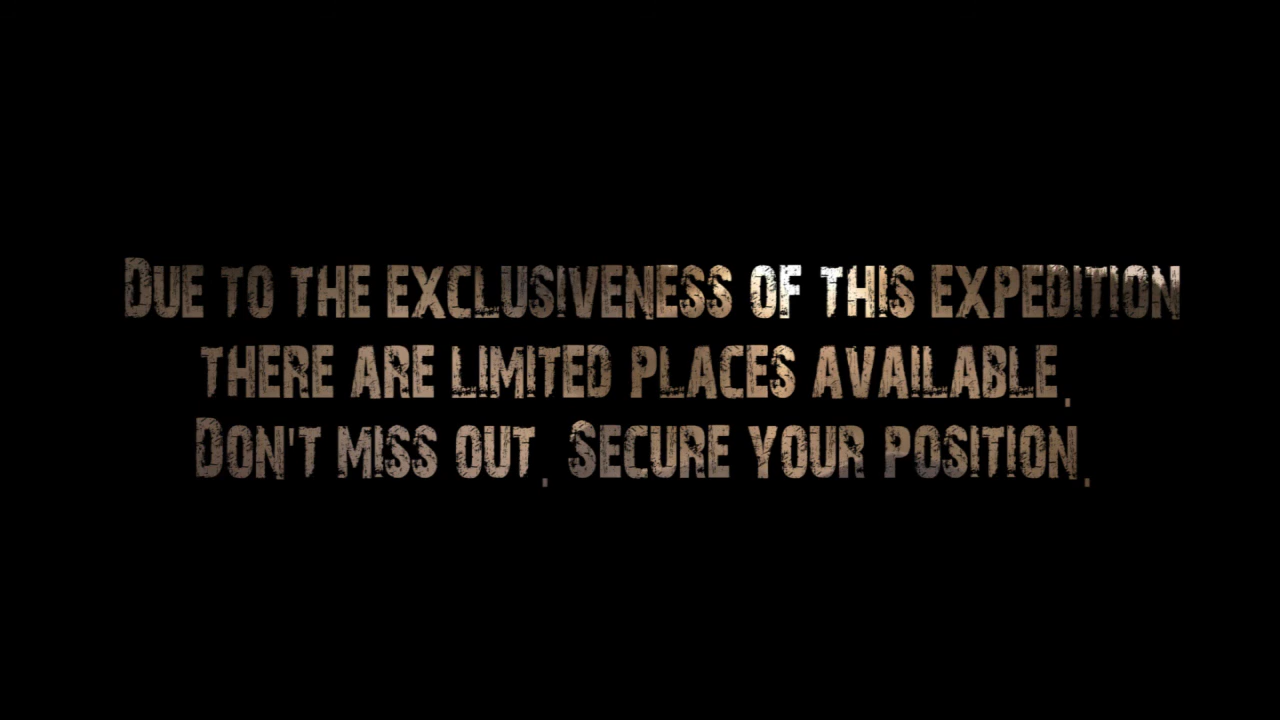 Due to the exclusiveness of this expedition
there are limited places available.
Don't miss out. Secure your position.